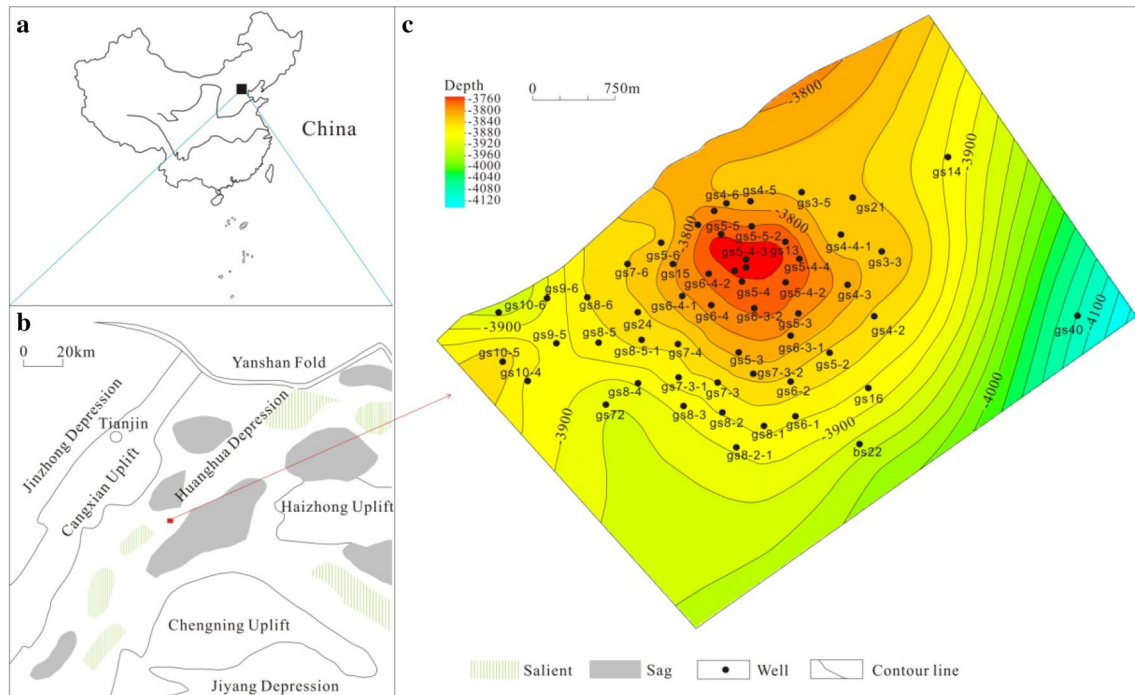 a
China
b
0 20km
Yanshan Fold
Jinzhong Depression
Tianjin
Cangxian Uplift
Huanghua Depression
Haizhong Uplift
Chengning Uplift
Jiyang Depression
c
Depth
-3760
-3800
-3840
-3880
-3920
-3960
-4000
-4040
-4080
-4120
0 750m
-3800
-3900
gs14
gs4-6
gs4-5
gs3-5
gs21
-3800
-3800
gs5-5
gs5-5-2
gs4-4-1
gs5-6
gs5-4-3
gs13
gs3-3
gs7-6
gs15
gs5-4-4
gs6-4-2
gs5-4
gs5-4-2
gs4-3
gs9-6
gs10-6
gs8-6
gs6-4-1
gs6-4
gs6-3-2
gs5-3
gs4-2
gs40
-4100
-3900
gs24
gs9-5
gs8-5
gs8-5-1
gs7-4
gs5-3
gs6-3-1
gs5-2
gs10-5
gs10-4
gs7-3-1
gs7-3
gs7-3-2
gs6-2
gs16
-4000
gs8-4
gs72
gs8-3
gs8-2
gs8-1
gs6-1
-3900
-3900
gs8-2-1
bs22
Salient
Sag
Well
Contour line